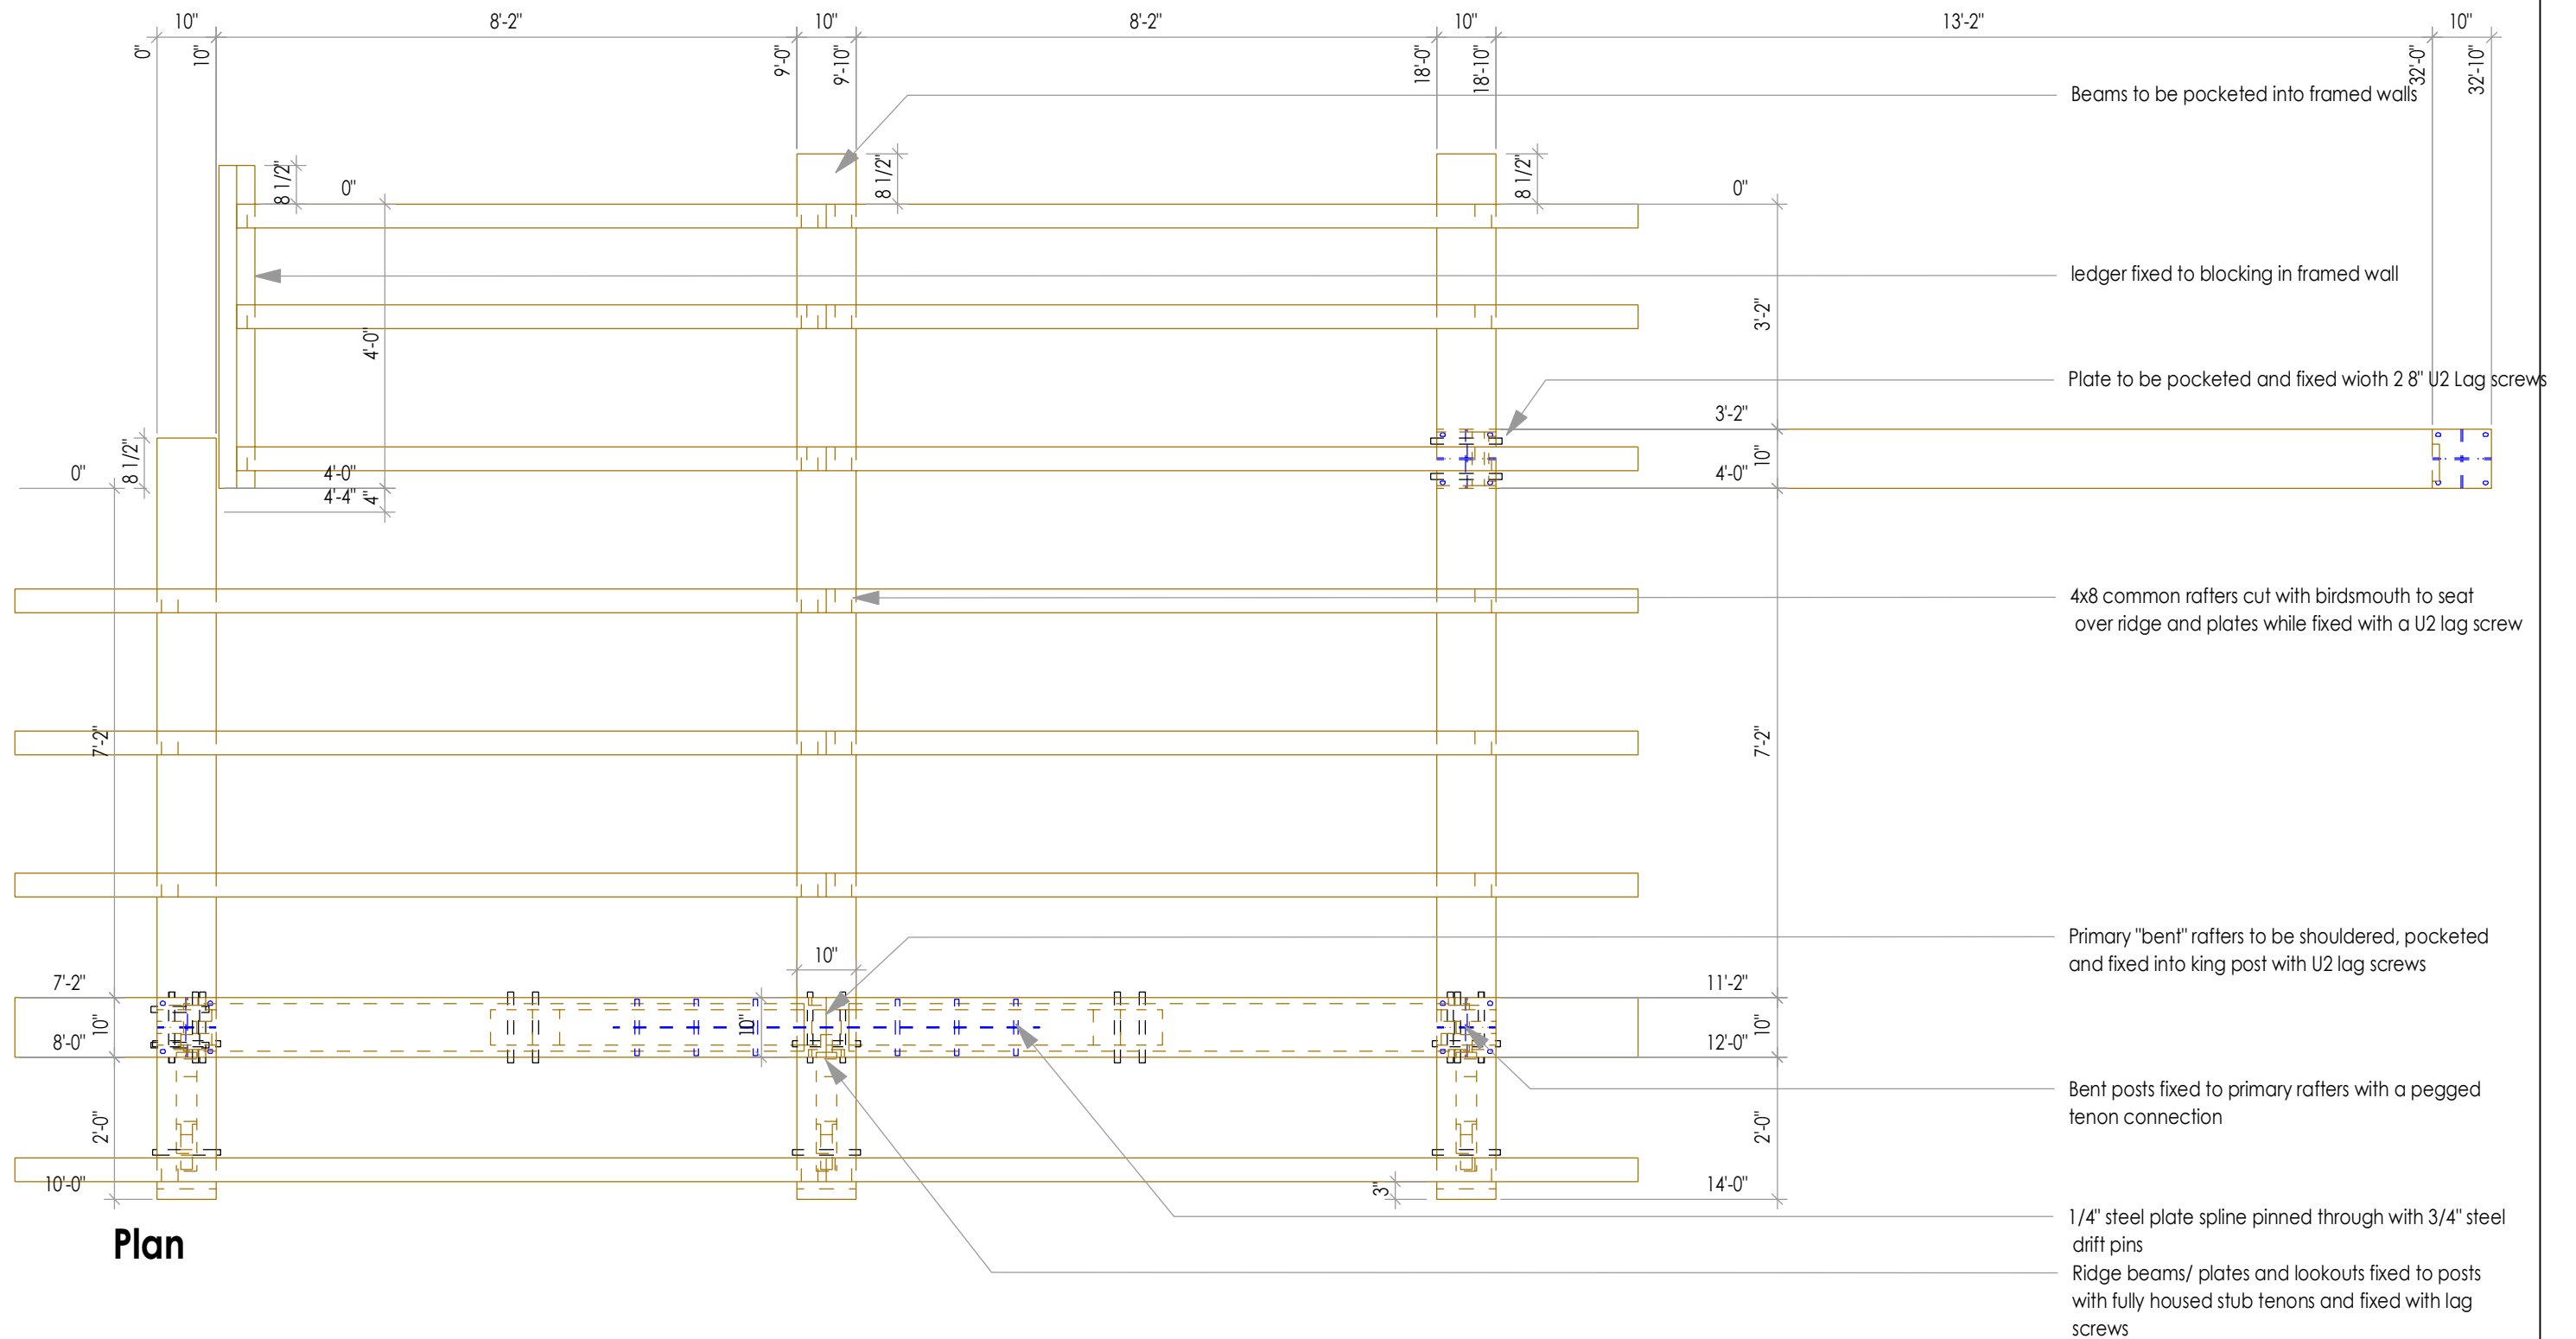 10" 8'-2" 10" 8'-2" 10" 13'-2" 10"
0" 10" 9'-0" 9'-10" 18'-0" 18'-10" 32'-0" 32'-10"
Beams to be pocketed into framed walls
8 1/2" 8 1/2" 8 1/2"
0" 0"
ledger fixed to blocking in framed wall
4'-0" 3'-2"
Plate to be pocketed and fixed wioth 2 8" U2 Lag screws
3'-2"
8 1/2" 10"
0" 4'-0" 4'-0"
4'-4" 4"
4x8 common rafters cut with birdsmouth to seat
over ridge and plates while fixed with a U2 lag screw
7'-2" 7'-2"
Primary "bent" rafters to be shouldered, pocketed
and fixed into king post with U2 lag screws
10"
7'-2" 11'-2"
10" 10" 10"
8'-0" 12'-0"
Bent posts fixed to primary rafters with a pegged
tenon connection
2'-0" 2'-0"
10'-0" 3" 14'-0"
1/4" steel plate spline pinned through with 3/4" steel
drift pins
Plan
Ridge beams/ plates and lookouts fixed to posts
with fully housed stub tenons and fixed with lag
screws